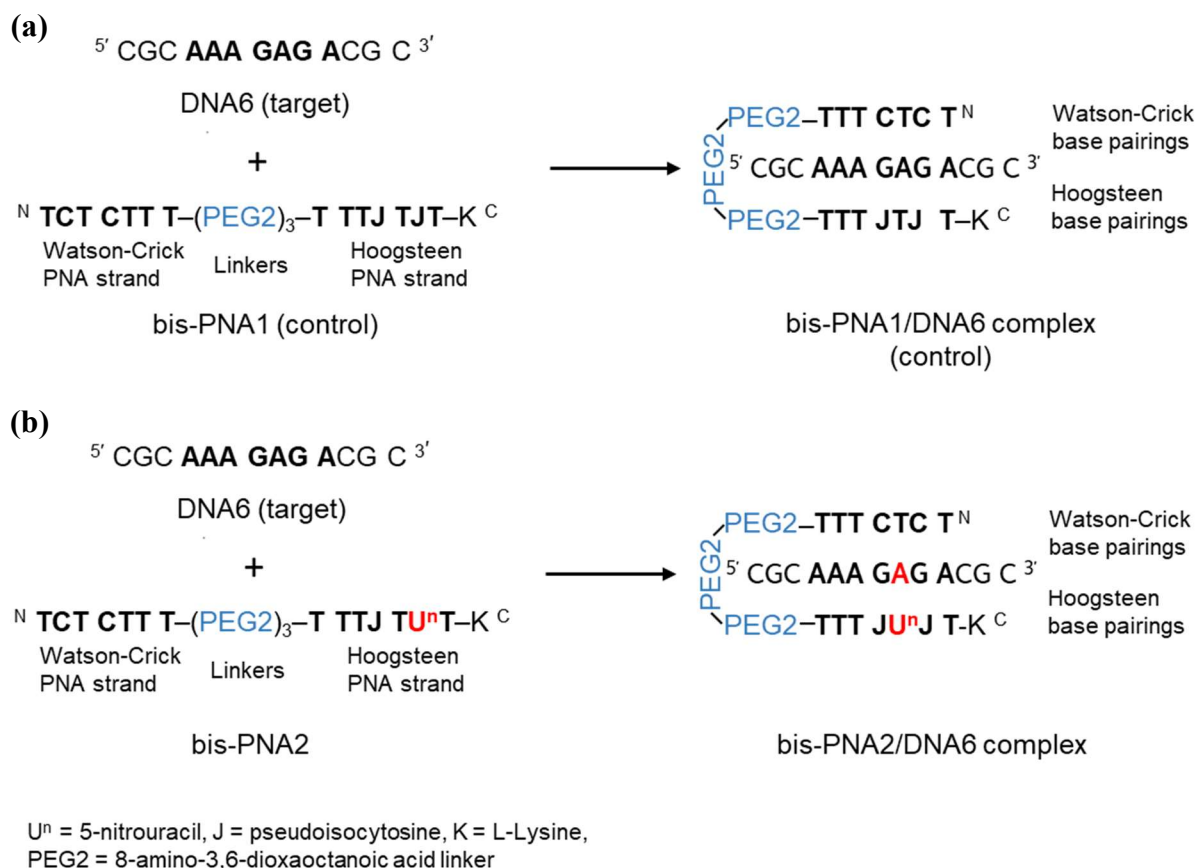 (a)
5′ CGC AAA GAG ACG C 3′
DNA6 (target)
+
N TCT CTT T–(PEG2)3–T TTJ TJT–K C
Watson-Crick PNA strand
Linkers
Hoogsteen PNA strand
bis-PNA1 (control)
PEG2–TTT CTC T N
Watson-Crick base pairings
PEG2
5′ CGC AAA GAG ACG C 3′
PEG2–TTT JTJ T–K C
Hoogsteen base pairings
bis-PNA1/DNA6 complex
(control)
(b)
5′ CGC AAA GAG ACG C 3′
DNA6 (target)
+
N TCT CTT T–(PEG2)3–T TTJ TUnT–K C
Watson-Crick PNA strand
Linkers
Hoogsteen PNA strand
bis-PNA2
PEG2–TTT CTC T N
Watson-Crick base pairings
PEG2
5′ CGC AAA GAG ACG C 3′
PEG2–TTT JUnJ T-K C
Hoogsteen base pairings
bis-PNA2/DNA6 complex
Un = 5-nitrouracil, J = pseudoisocytosine, K = L-Lysine,
PEG2 = 8-amino-3,6-dioxaoctanoic acid linker